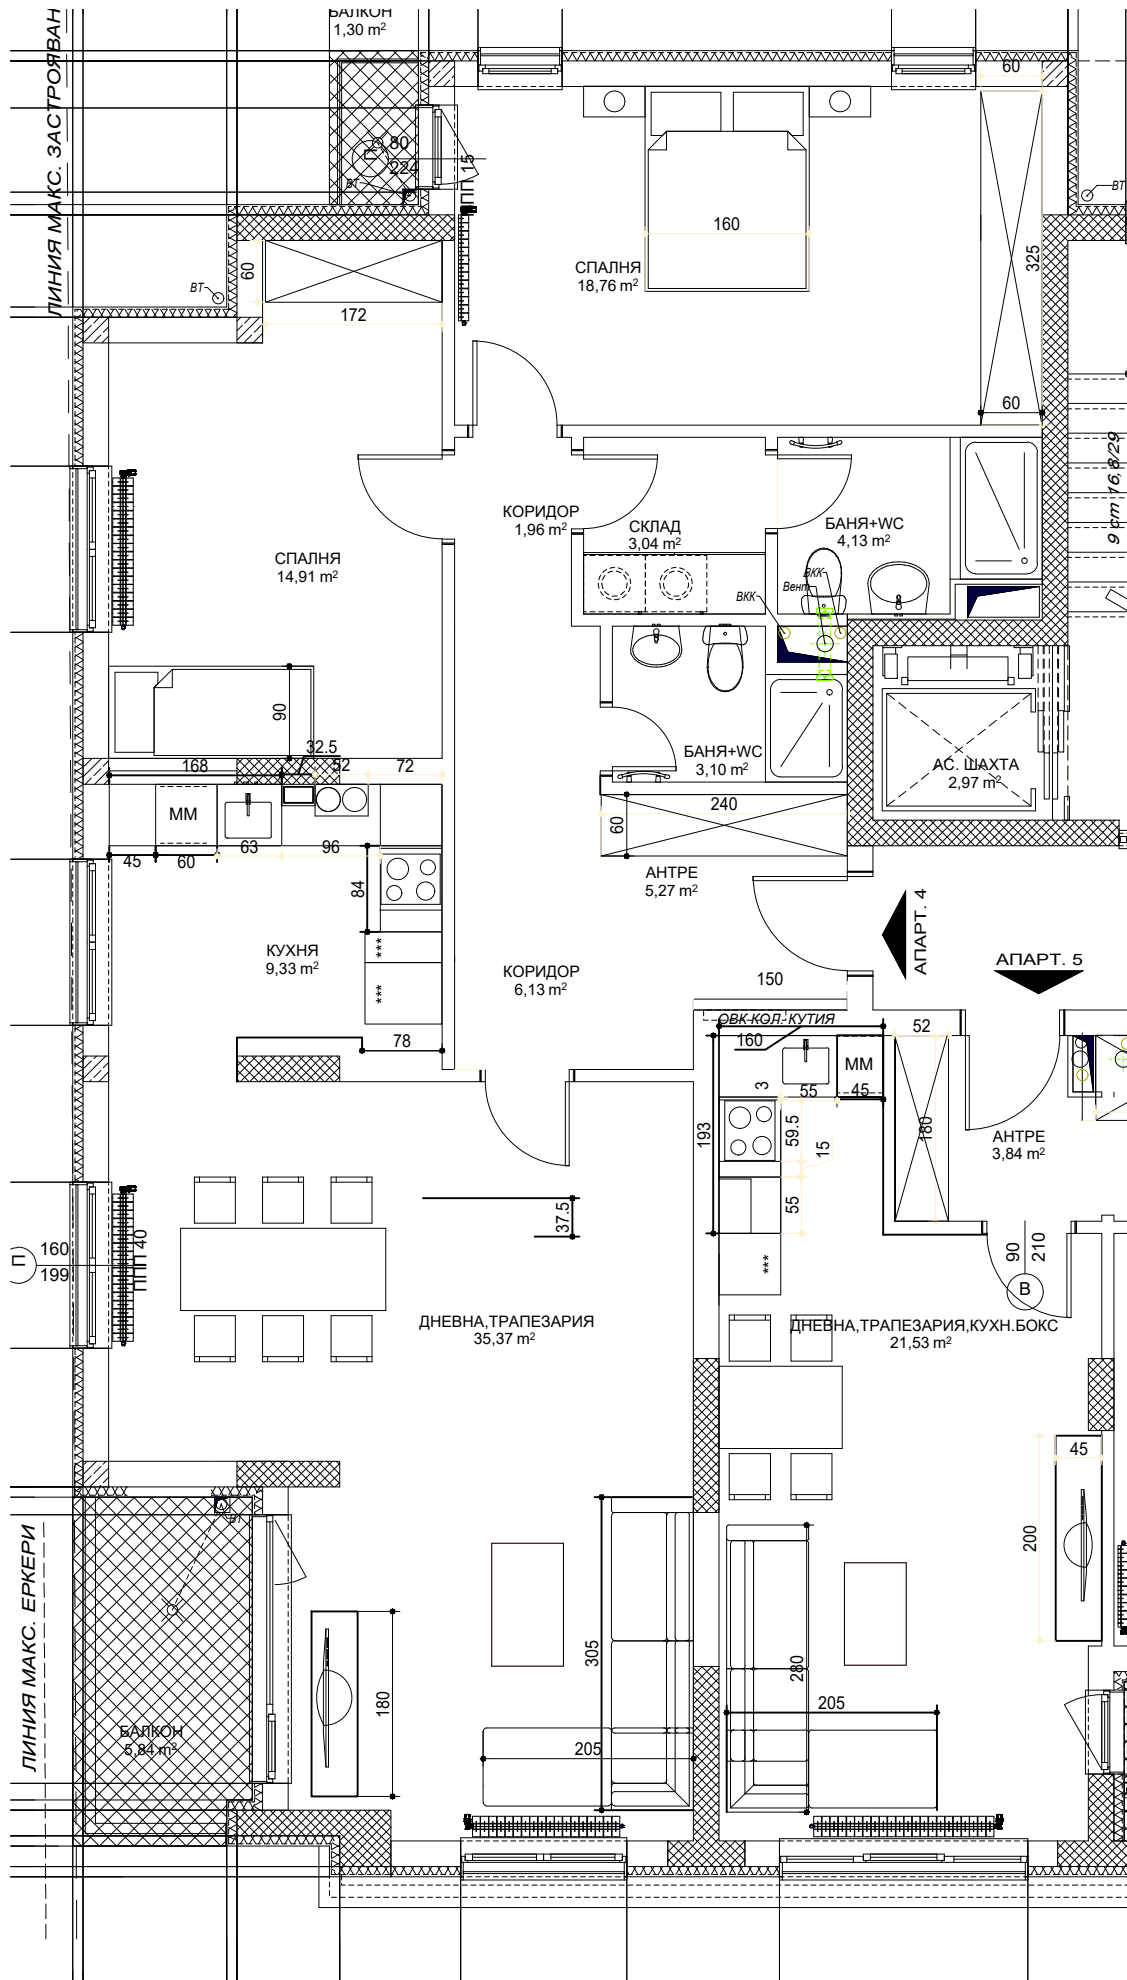 БАЛКОН
1,30 m²
ЛИНИЯ МАКС. ЗАСТРОЯВАН
80
224
П
ВТ
ПП 15
60
ВТ
160
СПАЛНЯ
18,76 m²
325
60
ВТ
172
60
9 cm 16,8/29
КОРИДОР
1,96 m²
СКЛАД
3,04 m²
БАНЯ+WC
4,13 m²
СПАЛНЯ
14,91 m²
ВКК
Вент
ВКК
90
32.5
168
52
72
БАНЯ+WC
3,10 m²
АС. ШАХТА
2,97 m²
ММ
240
60
45
60
63
96
АНТРЕ
5,27 m²
84
АПАРТ. 4
КУХНЯ
9,33 m²
***
***
КОРИДОР
6,13 m²
150
АПАРТ. 5
ОВК КОЛ. КУТИЯ
78
160
ММ
52
3
55
45
193
59.5
15
180
АНТРЕ
3,84 m²
55
37.5
***
П
160
199
ППП 40
90
210
В
ДНЕВНА,ТРАПЕЗАРИЯ
35,37 m²
ДНЕВНА,ТРАПЕЗАРИЯ,КУХН.БОКС
21,53 m²
45
200
ВТ
ЛИНИЯ МАКС. ЕРКЕРИ
305
280
180
205
205
БАЛКОН
5,84 m²